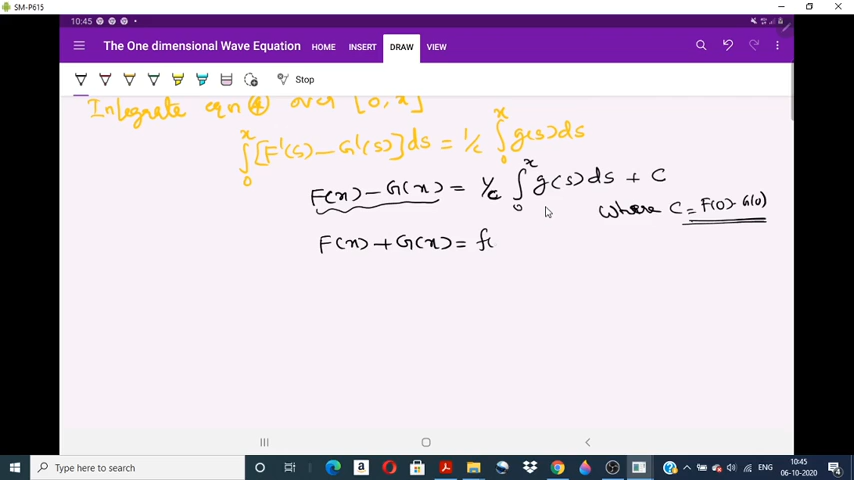 SM-P615
10:45
The One dimensional Wave Equation HOME INSERT DRAW VIEW
Stop
Integrate eqn ④ over [0, x]
∫₀ˣ [F'(s) - G'(s)] ds = 1/c ∫₀ˣ g(s) ds
F(x) - G(x) = 1/c ∫₀ˣ g(s) ds + C
where C = F(0) - G(0)
F(x) + G(x) = f(
Type here to search
ENG
10:45
06-10-2020